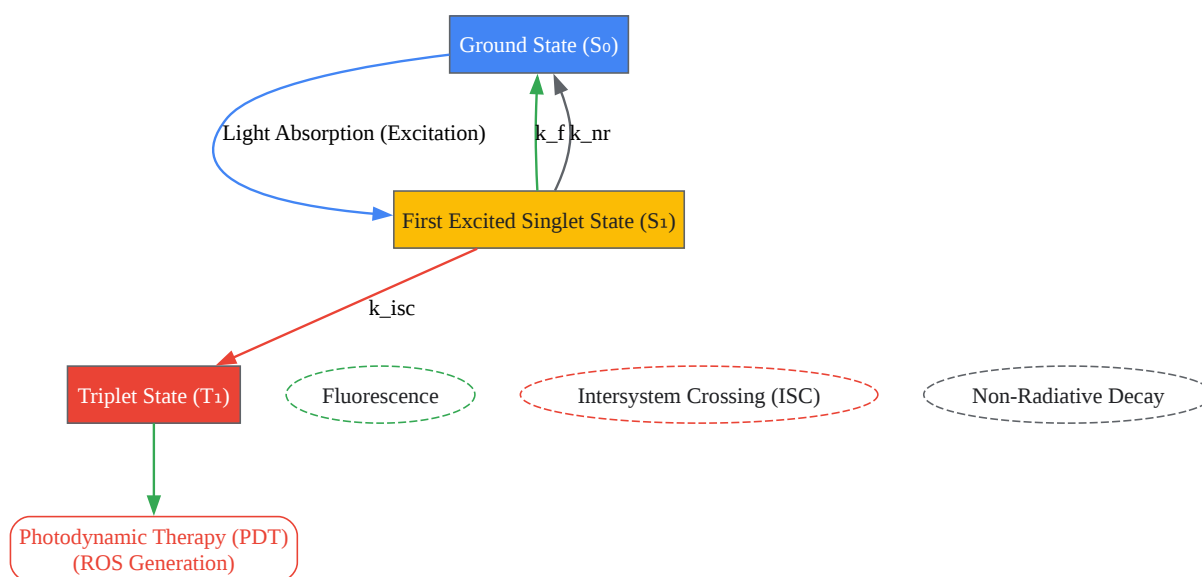 Ground State (S₀)
Light Absorption (Excitation)
k_f
k_nr
First Excited Singlet State (S₁)
k_isc
Triplet State (T₁)
Fluorescence
Intersystem Crossing (ISC)
Non-Radiative Decay
Photodynamic Therapy (PDT)
(ROS Generation)